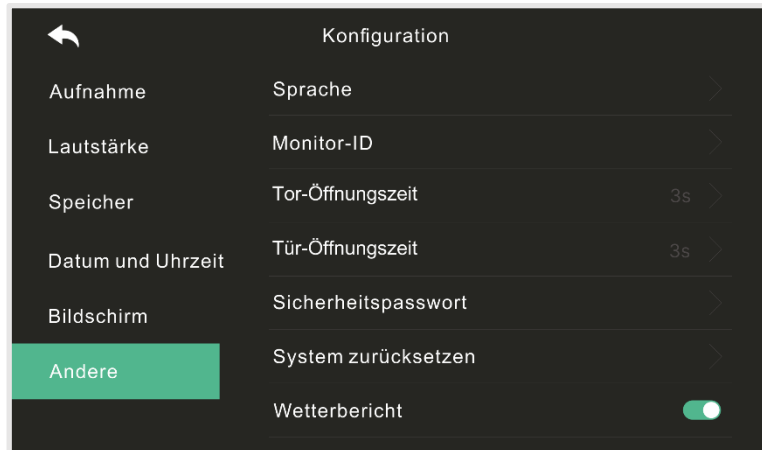 Konfiguration
Aufnahme
Lautstärke
Speicher
Datum und Uhrzeit
Bildschirm
Andere
Sprache
Monitor-ID
Tor-Öffnungszeit 3s
Tür-Öffnungszeit 3s
Sicherheitspasswort
System zurücksetzen
Wetterbericht